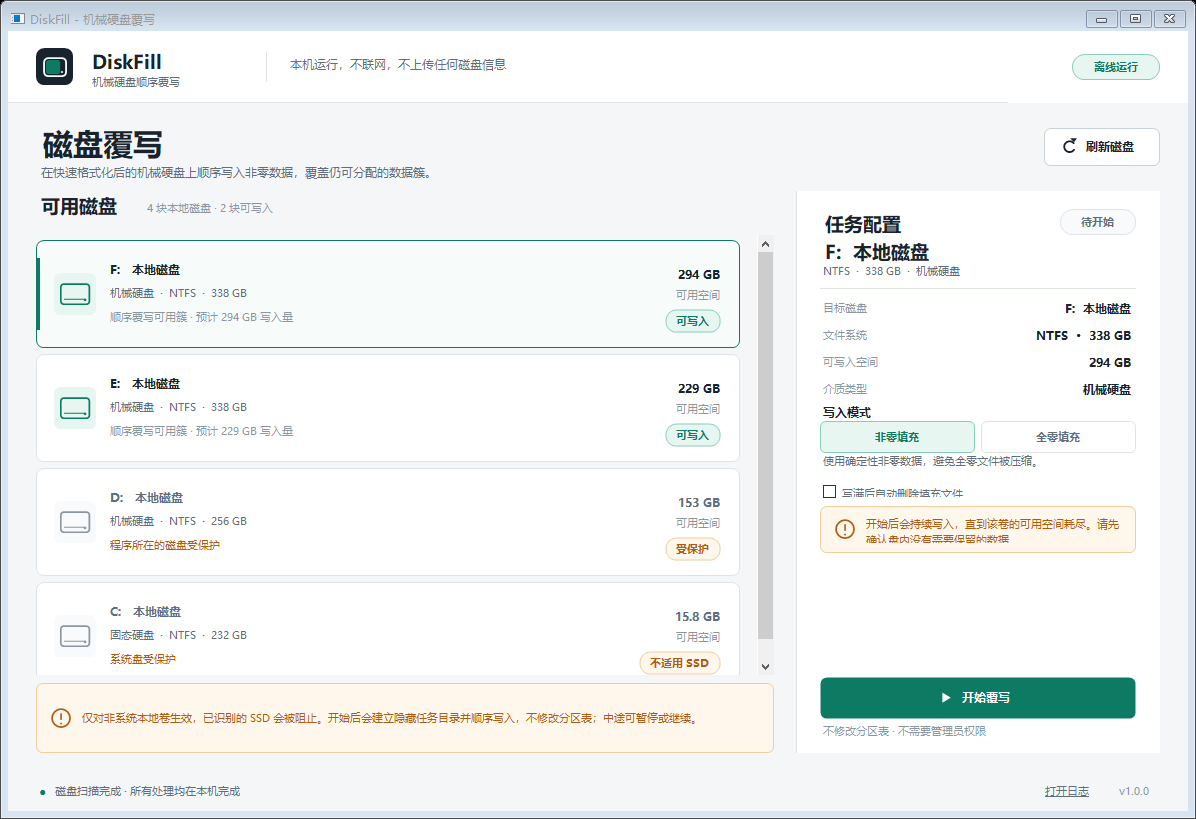 DiskFill - 机械硬盘覆写
DiskFill
机械硬盘顺序覆写
本机运行，不联网，不上传任何磁盘信息
离线运行
磁盘覆写
在快速格式化后的机械硬盘上顺序写入非零数据，覆盖仍可分配的数据簇。
刷新磁盘
可用磁盘
4 块本地磁盘 · 2 块可写入
F: 本地磁盘
机械硬盘 · NTFS · 338 GB
顺序覆写可用簇 · 预计 294 GB 写入量
294 GB
可用空间
可写入
E: 本地磁盘
机械硬盘 · NTFS · 338 GB
顺序覆写可用簇 · 预计 229 GB 写入量
229 GB
可用空间
可写入
D: 本地磁盘
机械硬盘 · NTFS · 256 GB
程序所在的磁盘受保护
153 GB
可用空间
受保护
C: 本地磁盘
固态硬盘 · NTFS · 232 GB
系统盘受保护
15.8 GB
可用空间
不适用 SSD
仅对非系统本地卷生效，已识别的 SSD 会被阻止。开始后会建立隐藏任务目录并顺序写入，不修改分区表；中途可暂停或继续。
任务配置
待开始
F: 本地磁盘
NTFS · 338 GB · 机械硬盘
目标磁盘
F: 本地磁盘
文件系统
NTFS · 338 GB
可写入空间
294 GB
介质类型
机械硬盘
写入模式
非零填充
全零填充
使用确定性非零数据，避免全零文件被压缩。
写满后自动删除填充文件
开始后会持续写入，直到该卷的可用空间耗尽。请先
确认盘内没有需要保留的数据
开始覆写
不修改分区表 · 不需要管理员权限
磁盘扫描完成 · 所有处理均在本机完成
打开日志
v1.0.0